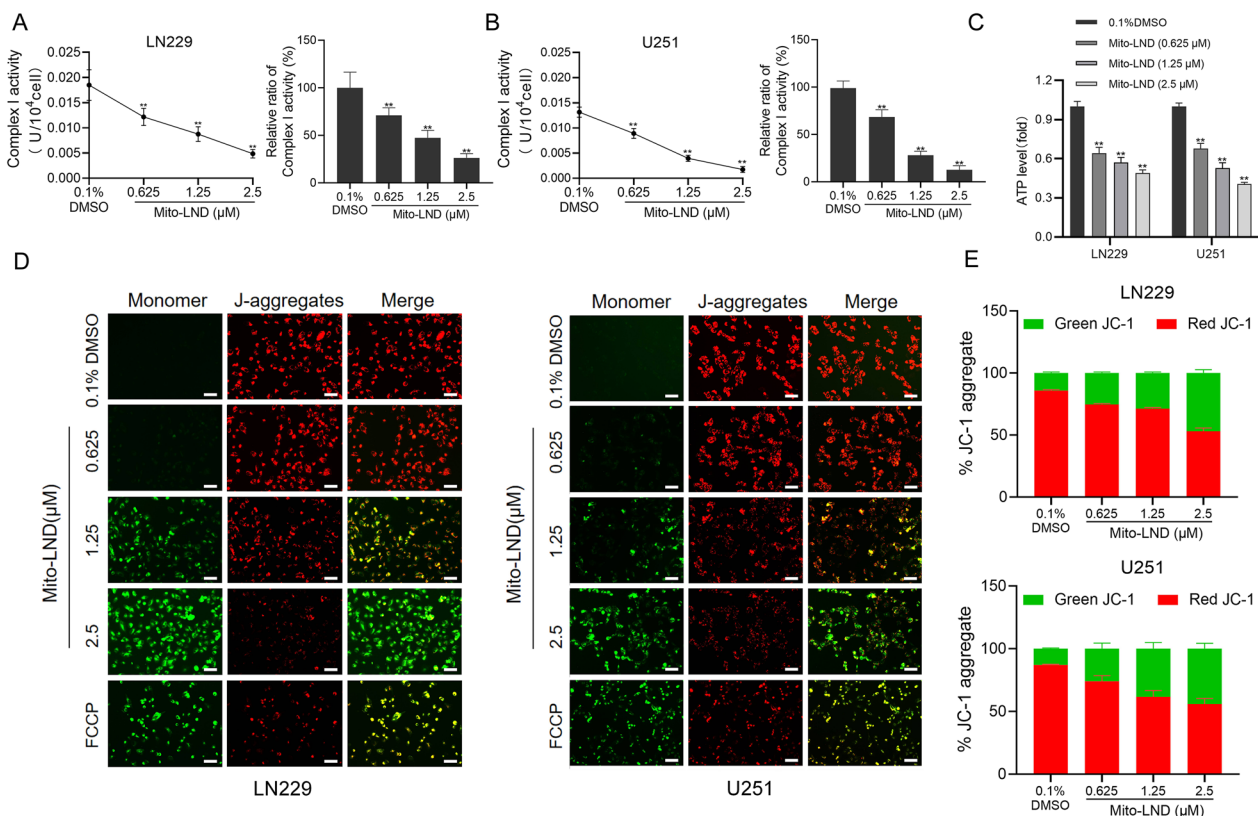 A
LN229
Complex I activity
( U/10⁴cell)
0.025
0.020
0.015
0.010
0.005
0.000
0.1%
DMSO
0.625
1.25
2.5
Mito-LND (μM)
**
**
**
Relative ratio of
Complex I activity (%)
150
100
50
0
0.1%
DMSO
0.625
1.25
2.5
Mito-LND (μM)
**
**
**
B
U251
Complex I activity
( U/10⁴cell)
0.025
0.020
0.015
0.010
0.005
0.000
0.1%
DMSO
0.625
1.25
2.5
Mito-LND (μM)
**
**
**
Relative ratio of
Complex I activity (%)
150
100
50
0
0.1%
DMSO
0.625
1.25
2.5
Mito-LND (μM)
**
**
**
C
0.1%DMSO
Mito-LND (0.625 μM)
Mito-LND (1.25 μM)
Mito-LND (2.5 μM)
ATP level(fold)
1.2
0.9
0.6
0.3
0.0
**
**
**
**
**
**
LN229
U251
D
Monomer
J-aggregates
Merge
0.1% DMSO
0.625
1.25
2.5
FCCP
Mito-LND(μM)
LN229
Monomer
J-aggregates
Merge
0.1% DMSO
0.625
1.25
2.5
FCCP
Mito-LND(μM)
U251
E
LN229
Green JC-1
Red JC-1
% JC-1 aggregate
150
100
50
0
0.1%
DMSO
0.625
1.25
2.5
Mito-LND (μM)
U251
Green JC-1
Red JC-1
% JC-1 aggregate
150
100
50
0
0.1%
DMSO
0.625
1.25
2.5
Mito-LND (μM)